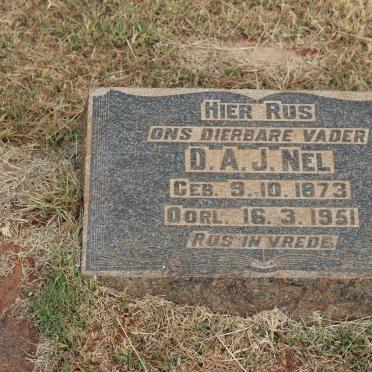 HIER RUS
ONS DIERBARE VADER
D.A.J. NEL
GEB. 9.10.1873
OORL. 16.3.1951
RUS IN VREDE